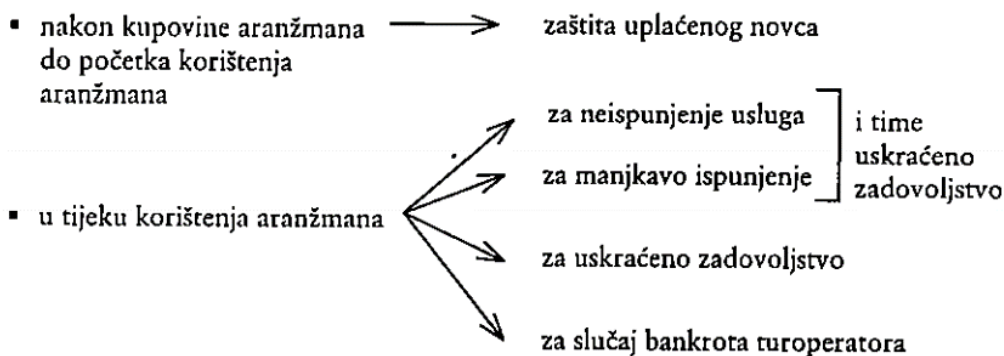 ▪ nakon kupovine aranžmana
do početka korištenja
aranžmana
zaštita uplaćenog novca
▪ u tijeku korištenja aranžmana
za neispunjenje usluga
za manjkavo ispunjenje
i time
uskraćeno
zadovoljstvo
za uskraćeno zadovoljstvo
za slučaj bankrota turoperatora